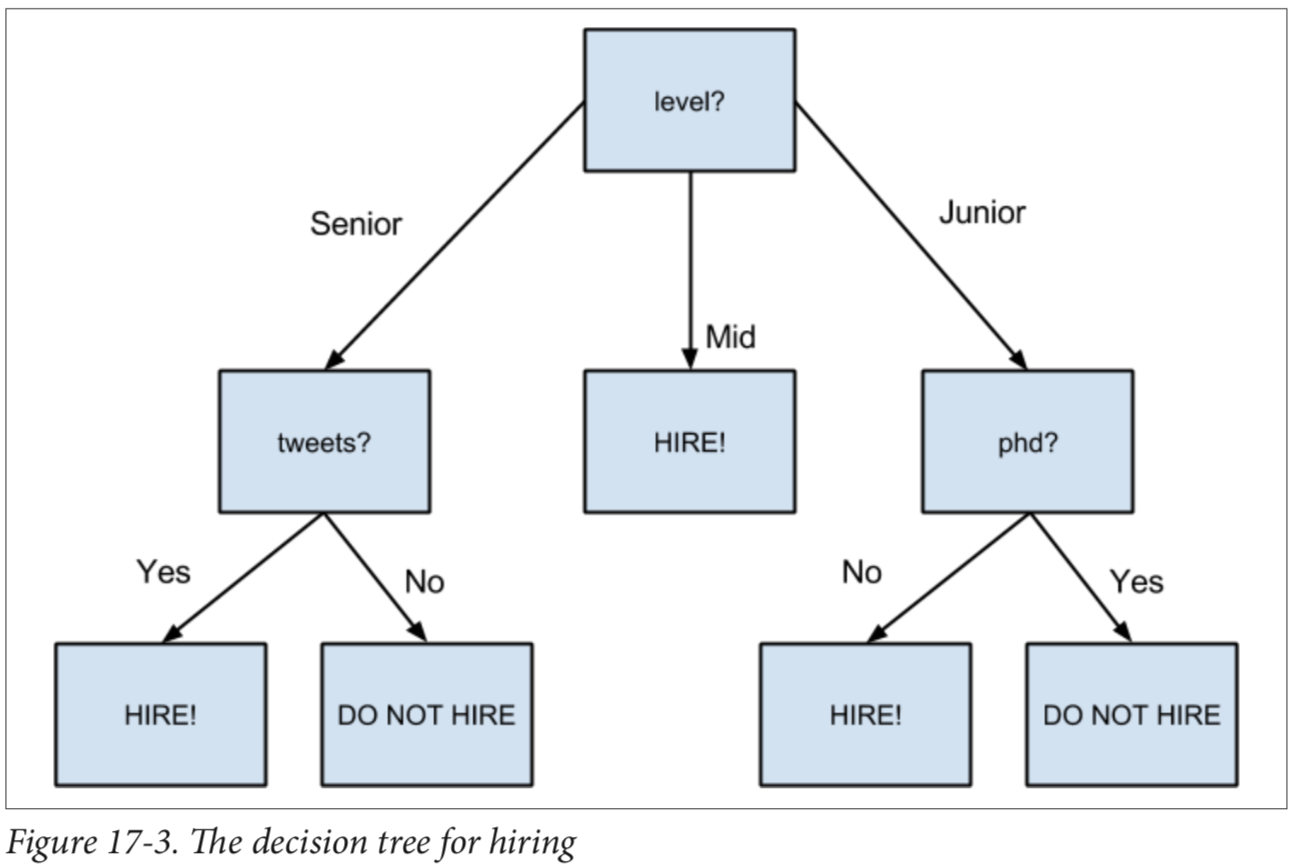 level?
Senior
Junior
Mid
tweets?
HIRE!
phd?
Yes
No
No
Yes
HIRE!
DO NOT HIRE
HIRE!
DO NOT HIRE
Figure 17-3. The decision tree for hiring